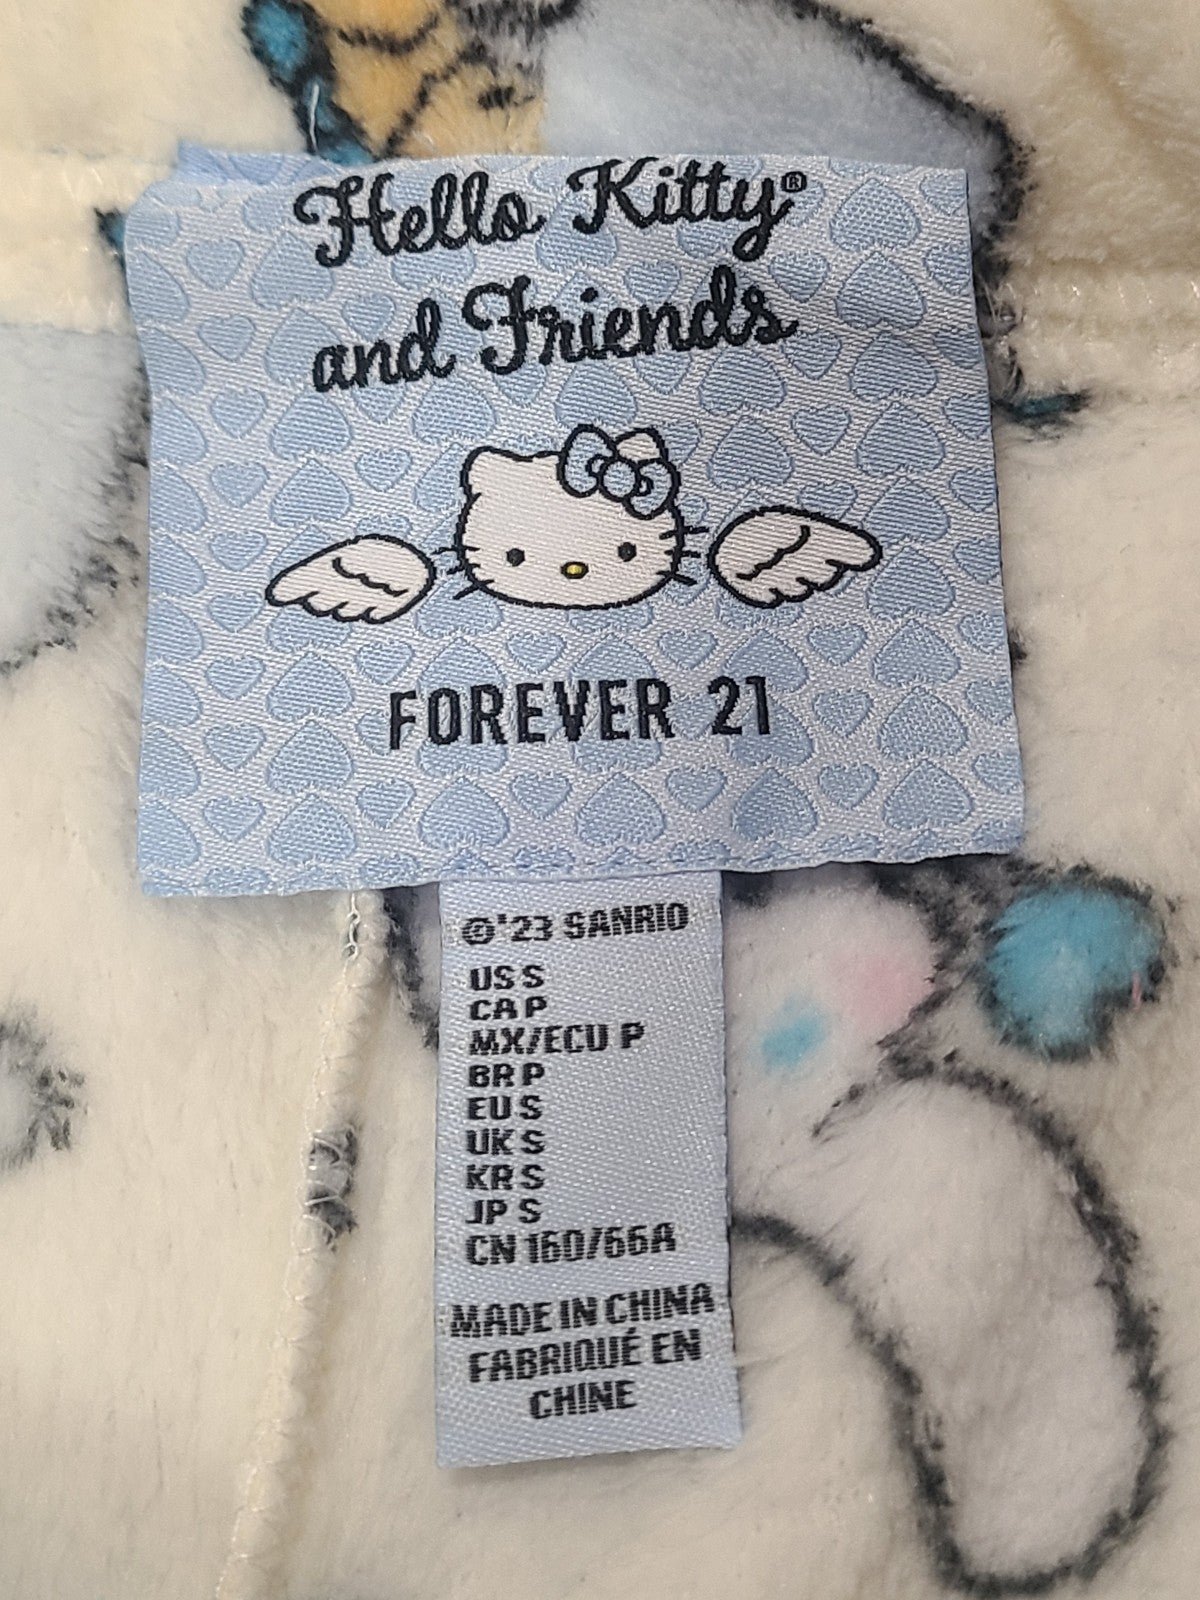 Hello Kitty®
and Friends
FOREVER 21
©'23 SANRIO
US S
CA P
MX/ECU P
BR P
EU S
UK S
KR S
JP S
CN 160/66A
MADE IN CHINA
FABRIQUÉ EN
CHINE